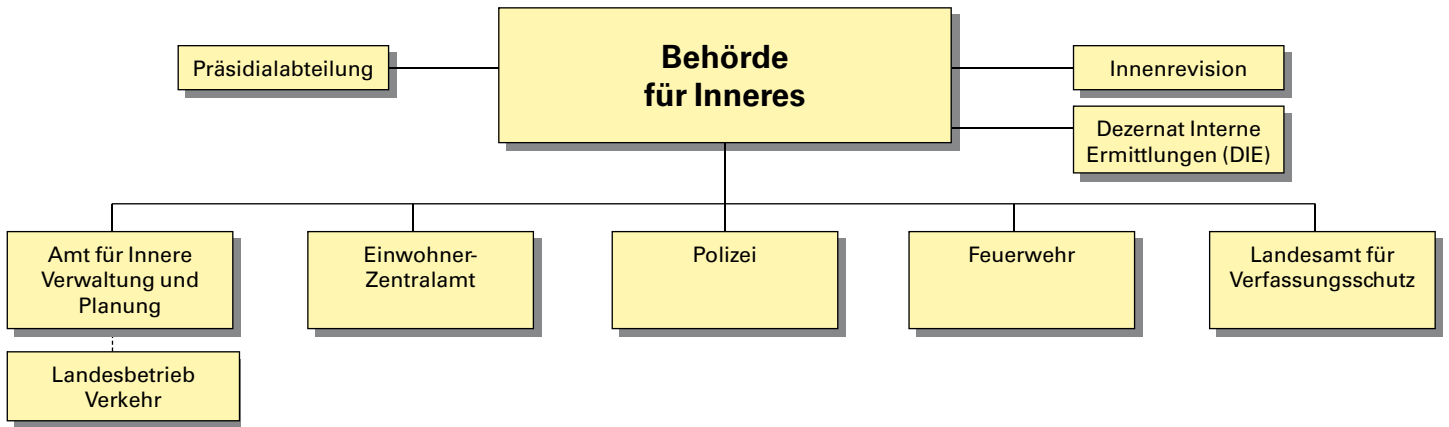 Behörde
für Inneres
Präsidialabteilung
Innenrevision
Dezernat Interne
Ermittlungen (DIE)
Amt für Innere
Verwaltung und
Planung
Einwohner-
Zentralamt
Polizei
Feuerwehr
Landesamt für
Verfassungsschutz
Landesbetrieb
Verkehr